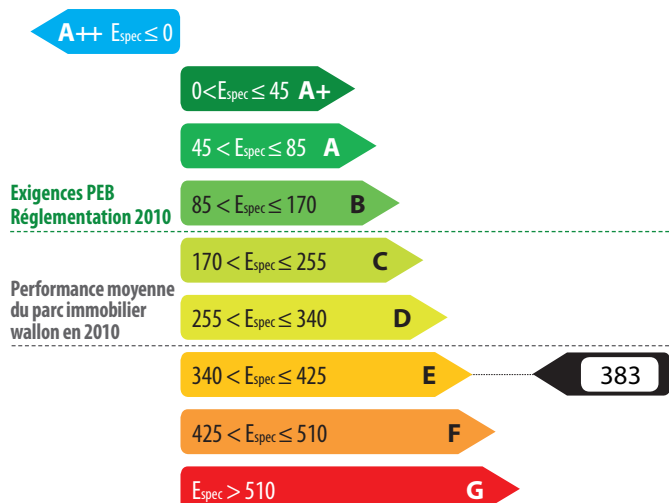 A++ Espec ≤ 0
0<Espec ≤ 45 A+
45 < Espec ≤ 85 A
Exigences PEB
Réglementation 2010
85 < Espec ≤ 170 B
170 < Espec ≤ 255 C
Performance moyenne
du parc immobilier
wallon en 2010
255 < Espec ≤ 340 D
340 < Espec ≤ 425 E
383
425 < Espec ≤ 510 F
Espec > 510 G